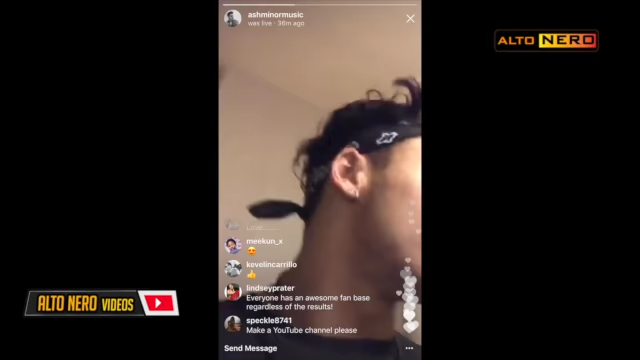 ashminormusic
was live · 36m ago
ALTO NERO
meekun_x
😍
kevelincarrillo
👍
lindseyprater
Everyone has an awesome fan base
regardless of the results!
speckle8741
Make a YouTube channel please
Send Message
ALTO NERO VIDEOS